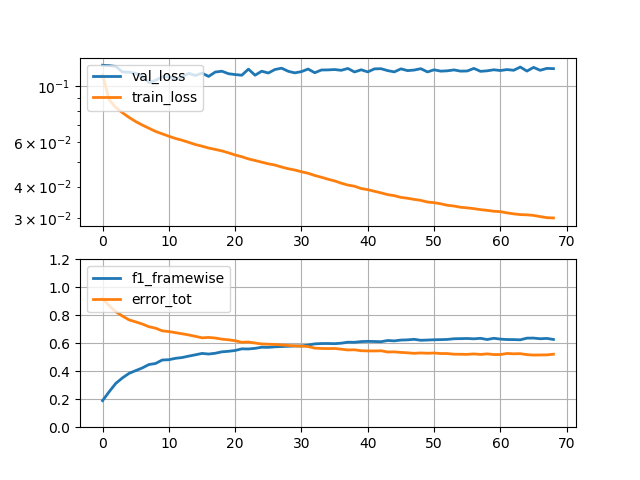 10⁻¹
6 × 10⁻²
4 × 10⁻²
3 × 10⁻²
val_loss
train_loss
0 10 20 30 40 50 60 70
1.2
1.0
0.8
0.6
0.4
0.2
0.0
f1_framewise
error_tot
0 10 20 30 40 50 60 70